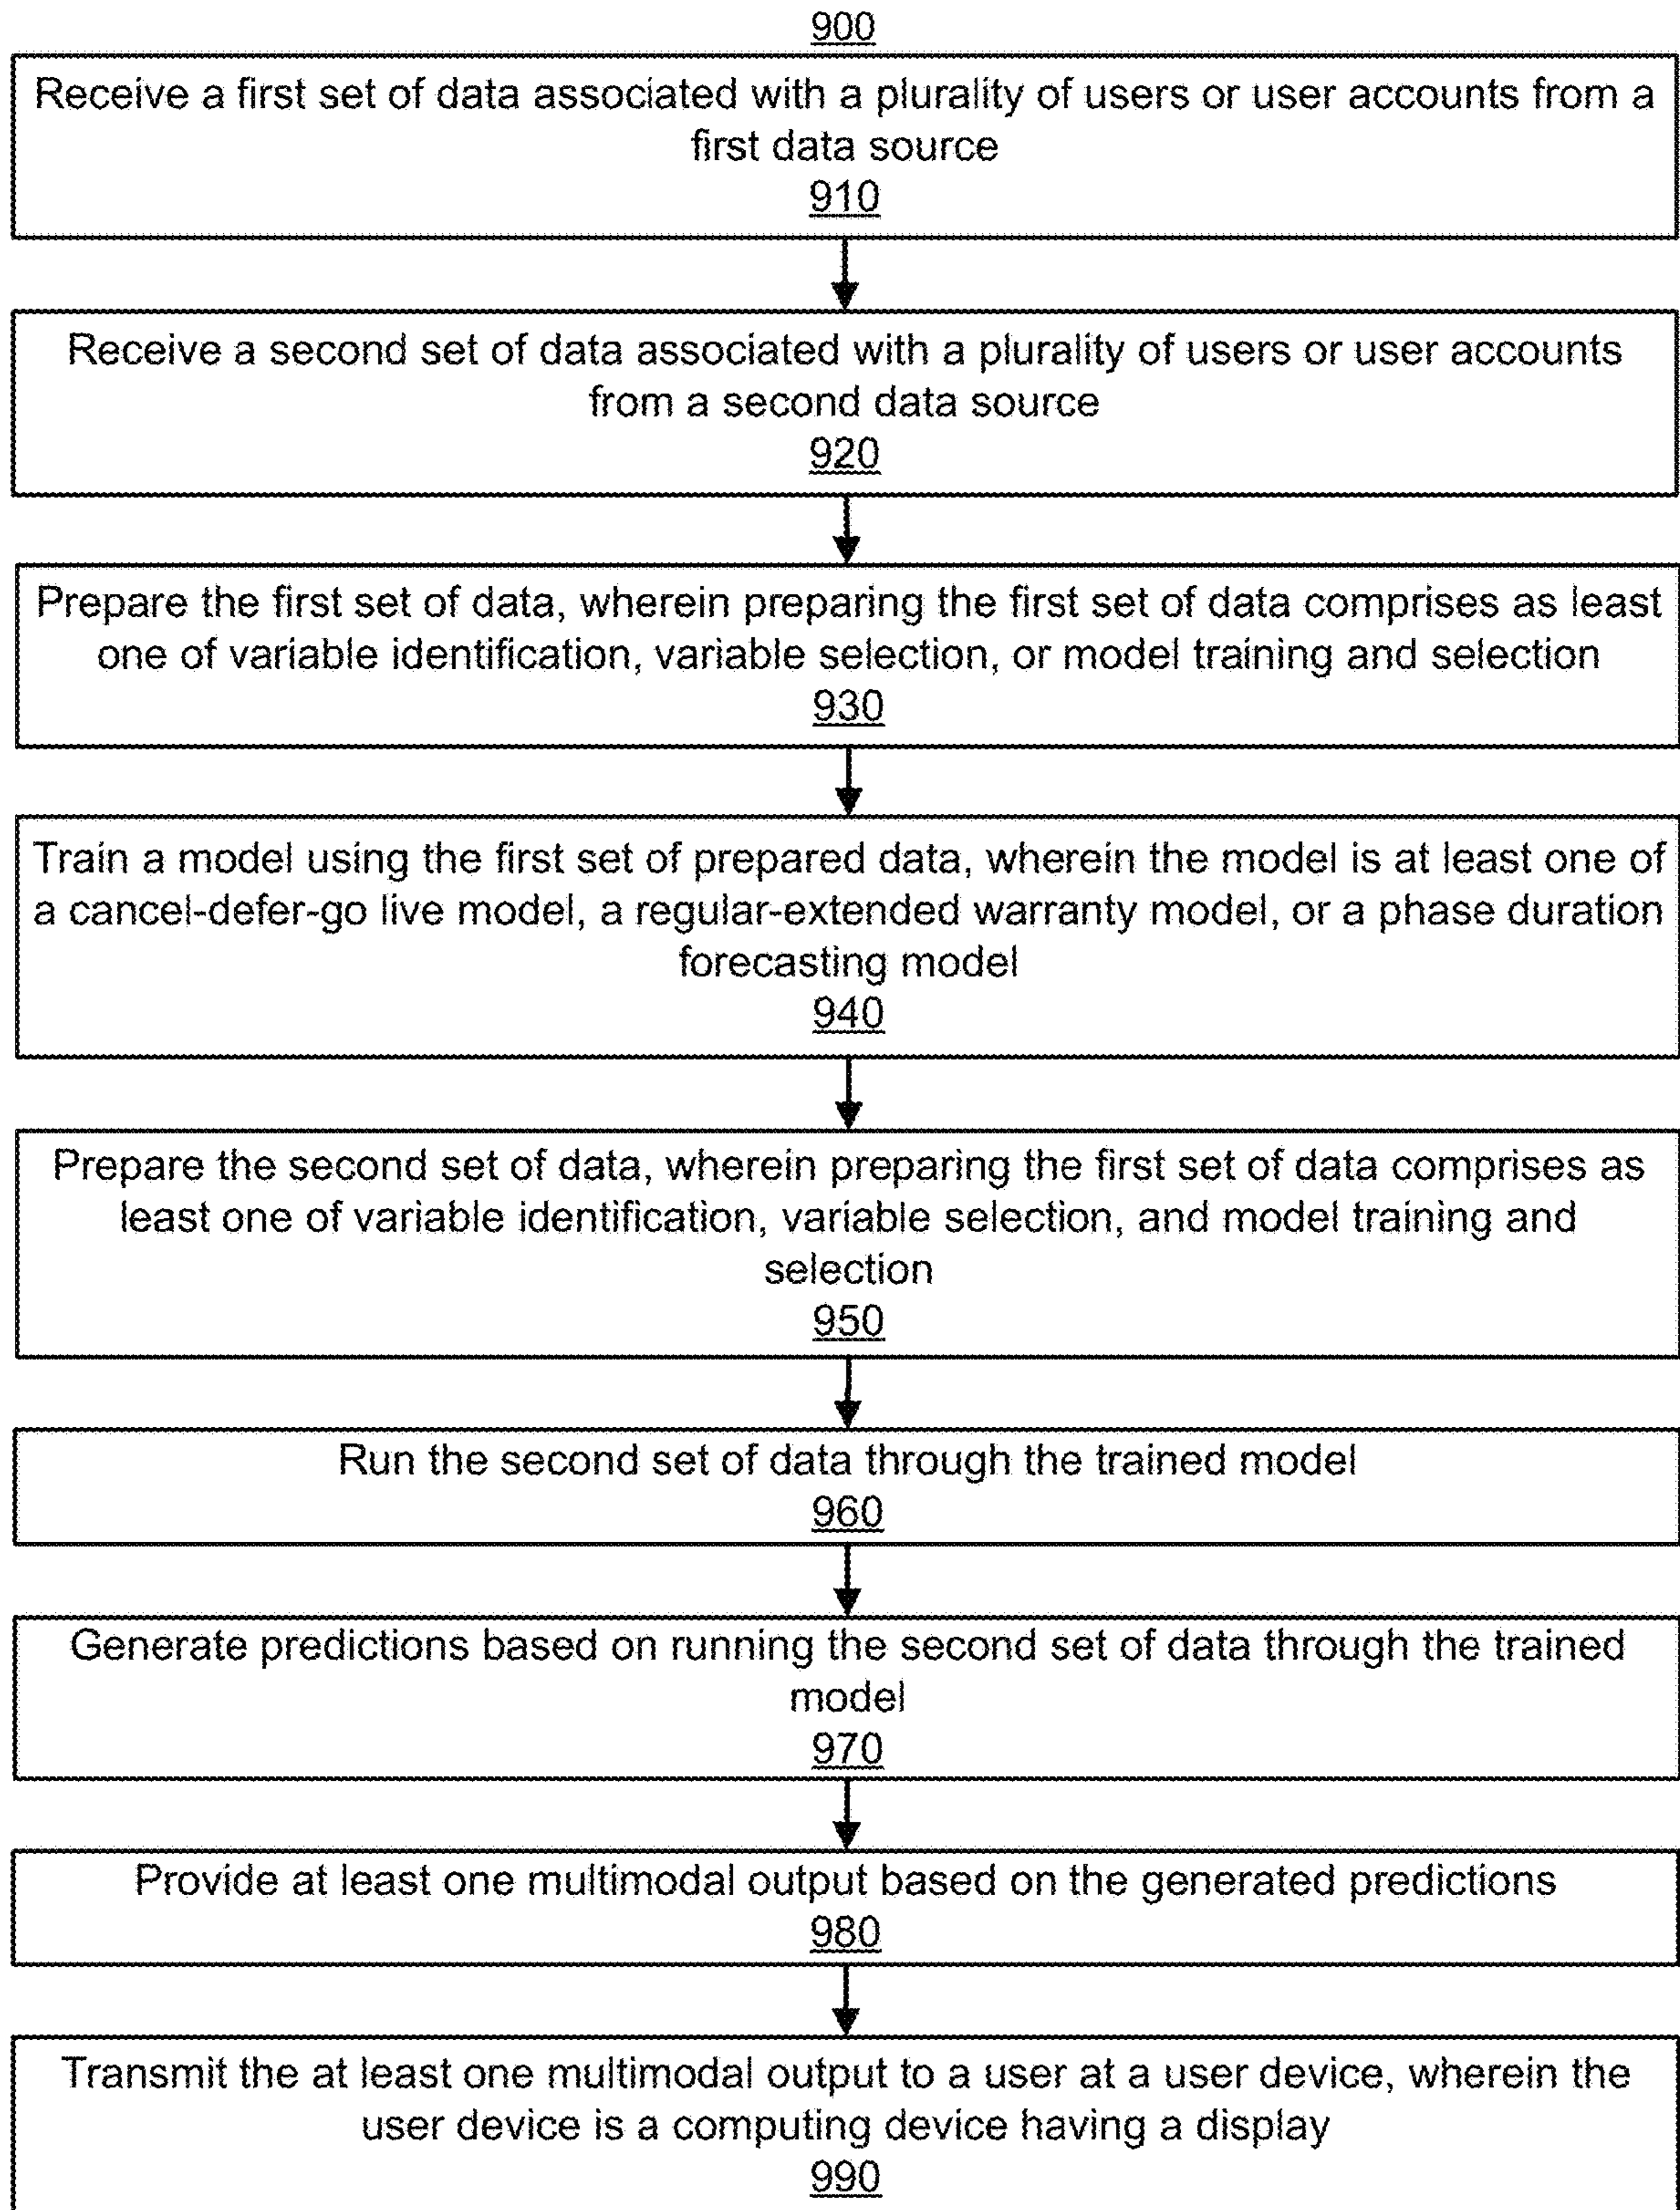 900
Receive a first set of data associated with a plurality of users or user accounts from a
first data source
910
Receive a second set of data associated with a plurality of users or user accounts
from a second data source
920
Prepare the first set of data, wherein preparing the first set of data comprises as least
one of variable identification, variable selection, or model training and selection
930
Train a model using the first set of prepared data, wherein the model is at least one of
a cancel-defer-go live model, a regular-extended warranty model, or a phase duration
forecasting model
940
Prepare the second set of data, wherein preparing the first set of data comprises as
least one of variable identification, variable selection, and model training and
selection
950
Run the second set of data through the trained model
960
Generate predictions based on running the second set of data through the trained
model
970
Provide at least one multimodal output based on the generated predictions
980
Transmit the at least one multimodal output to a user at a user device, wherein the
user device is a computing device having a display
990